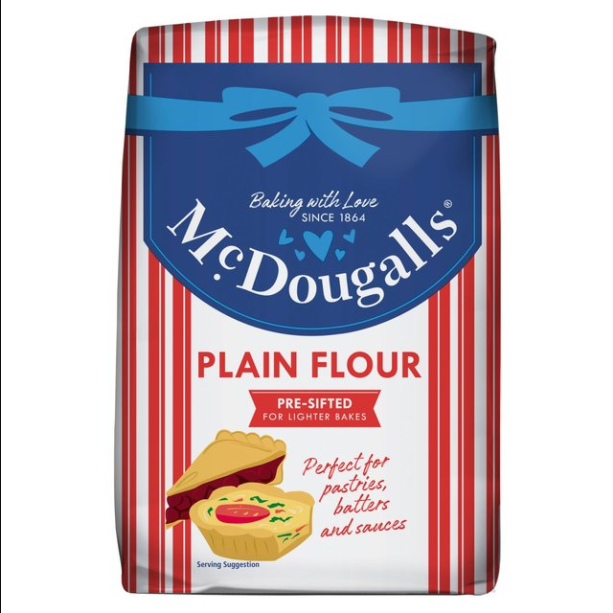 Baking with Love
SINCE 1864
McDougalls®
PLAIN FLOUR
PRE-SIFTED
FOR LIGHTER BAKES
Perfect for
pastries,
batters
and sauces
Serving Suggestion